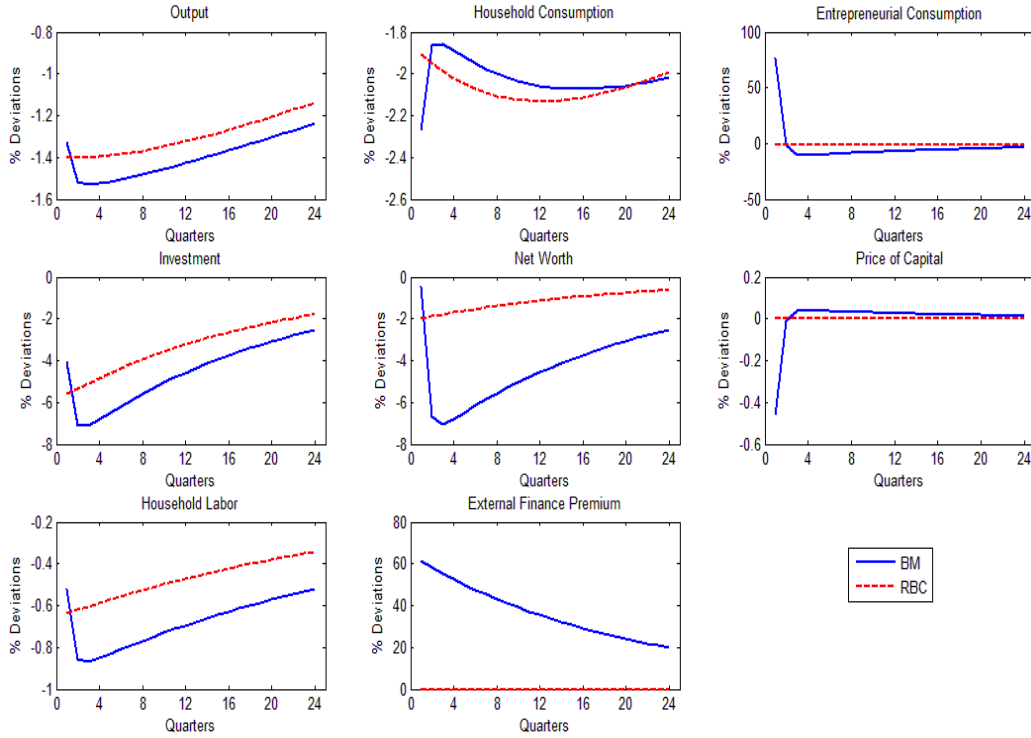 Output
% Deviations
-0.8
-1
-1.2
-1.4
-1.6
0 4 8 12 16 20 24
Quarters
Household Consumption
% Deviations
-1.8
-2
-2.2
-2.4
-2.6
0 4 8 12 16 20 24
Quarters
Entrepreneurial Consumption
% Deviations
100
50
0
-50
0 4 8 12 16 20 24
Quarters
Investment
% Deviations
0
-2
-4
-6
-8
0 4 8 12 16 20 24
Quarters
Net Worth
% Deviations
0
-2
-4
-6
-8
0 4 8 12 16 20 24
Quarters
Price of Capital
% Deviations
0.2
0
-0.2
-0.4
-0.6
0 4 8 12 16 20 24
Quarters
Household Labor
% Deviations
-0.2
-0.4
-0.6
-0.8
-1
0 4 8 12 16 20 24
Quarters
External Finance Premium
% Deviations
80
60
40
20
0
0 4 8 12 16 20 24
Quarters
BM
RBC